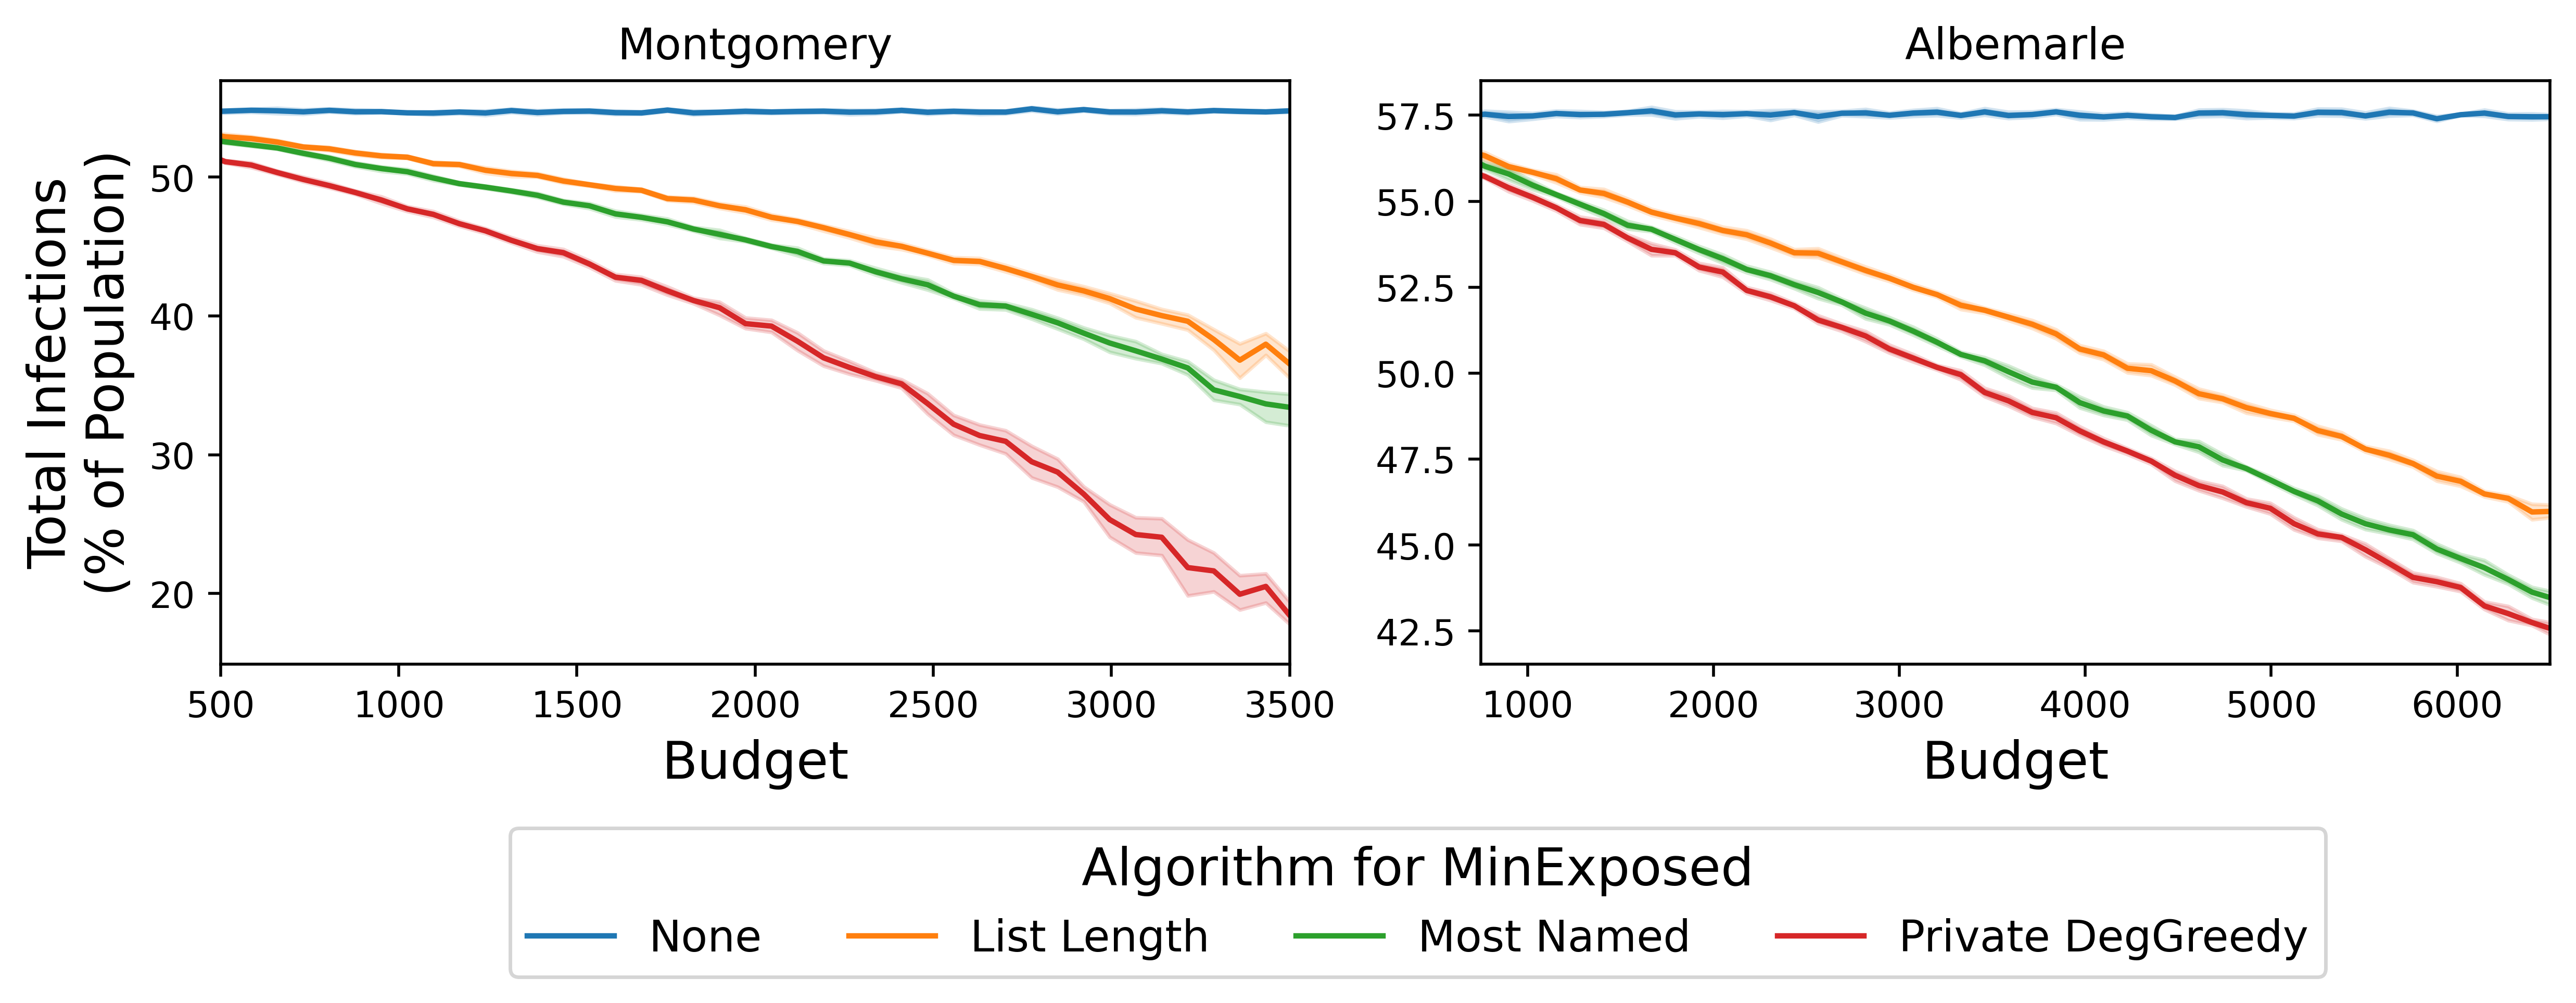 Montgomery
Albemarle
Total Infections
(% of Population)
50
40
30
20
57.5
55.0
52.5
50.0
47.5
45.0
42.5
500 1000 1500 2000 2500 3000 3500
1000 2000 3000 4000 5000 6000
Budget
Budget
Algorithm for MinExposed
None List Length Most Named Private DegGreedy